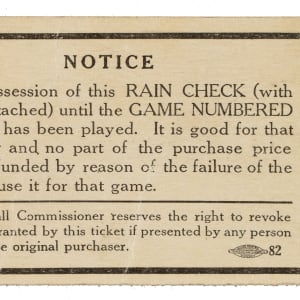 NOTICE
ssession of this RAIN CHECK (with
tached) until the GAME NUMBERED
has been played. It is good for that
and no part of the purchase price
funded by reason of the failure of the
use it for that game.
all Commissioner reserves the right to revoke
ranted by this ticket if presented by any person
e original purchaser.
82